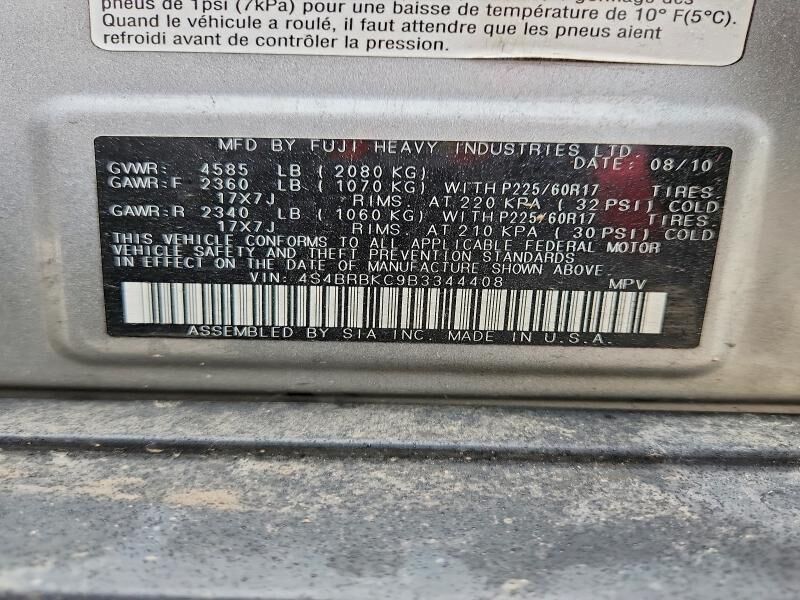 pneus de 1psi (7kPa) pour une baisse de température de 10° F(5°C).
Quand le véhicule a roulé, il faut attendre que les pneus aient
refroidi avant de contrôler la pression.
MFD BY FUJI HEAVY INDUSTRIES LTD
DATE: 08/10
GVWR: 4585 LB ( 2080 KG)
GAWR:F 2360 LB ( 1070 KG) WITH P225/60R17 TIRES
17X7J RIMS AT 220 KPA ( 32 PSI) COLD
GAWR:R 2340 LB ( 1060 KG) WITH P225/60R17 TIRES
17X7J RIMS AT 210 KPA ( 30 PSI) COLD
THIS VEHICLE CONFORMS TO ALL APPLICABLE FEDERAL MOTOR
VEHICLE SAFETY AND THEFT PREVENTION STANDARDS
IN EFFECT ON THE DATE OF MANUFACTURE SHOWN ABOVE.
VIN: 4S4BRBKC9B3344408 MPV
ASSEMBLED BY SIA INC. MADE IN U.S.A.